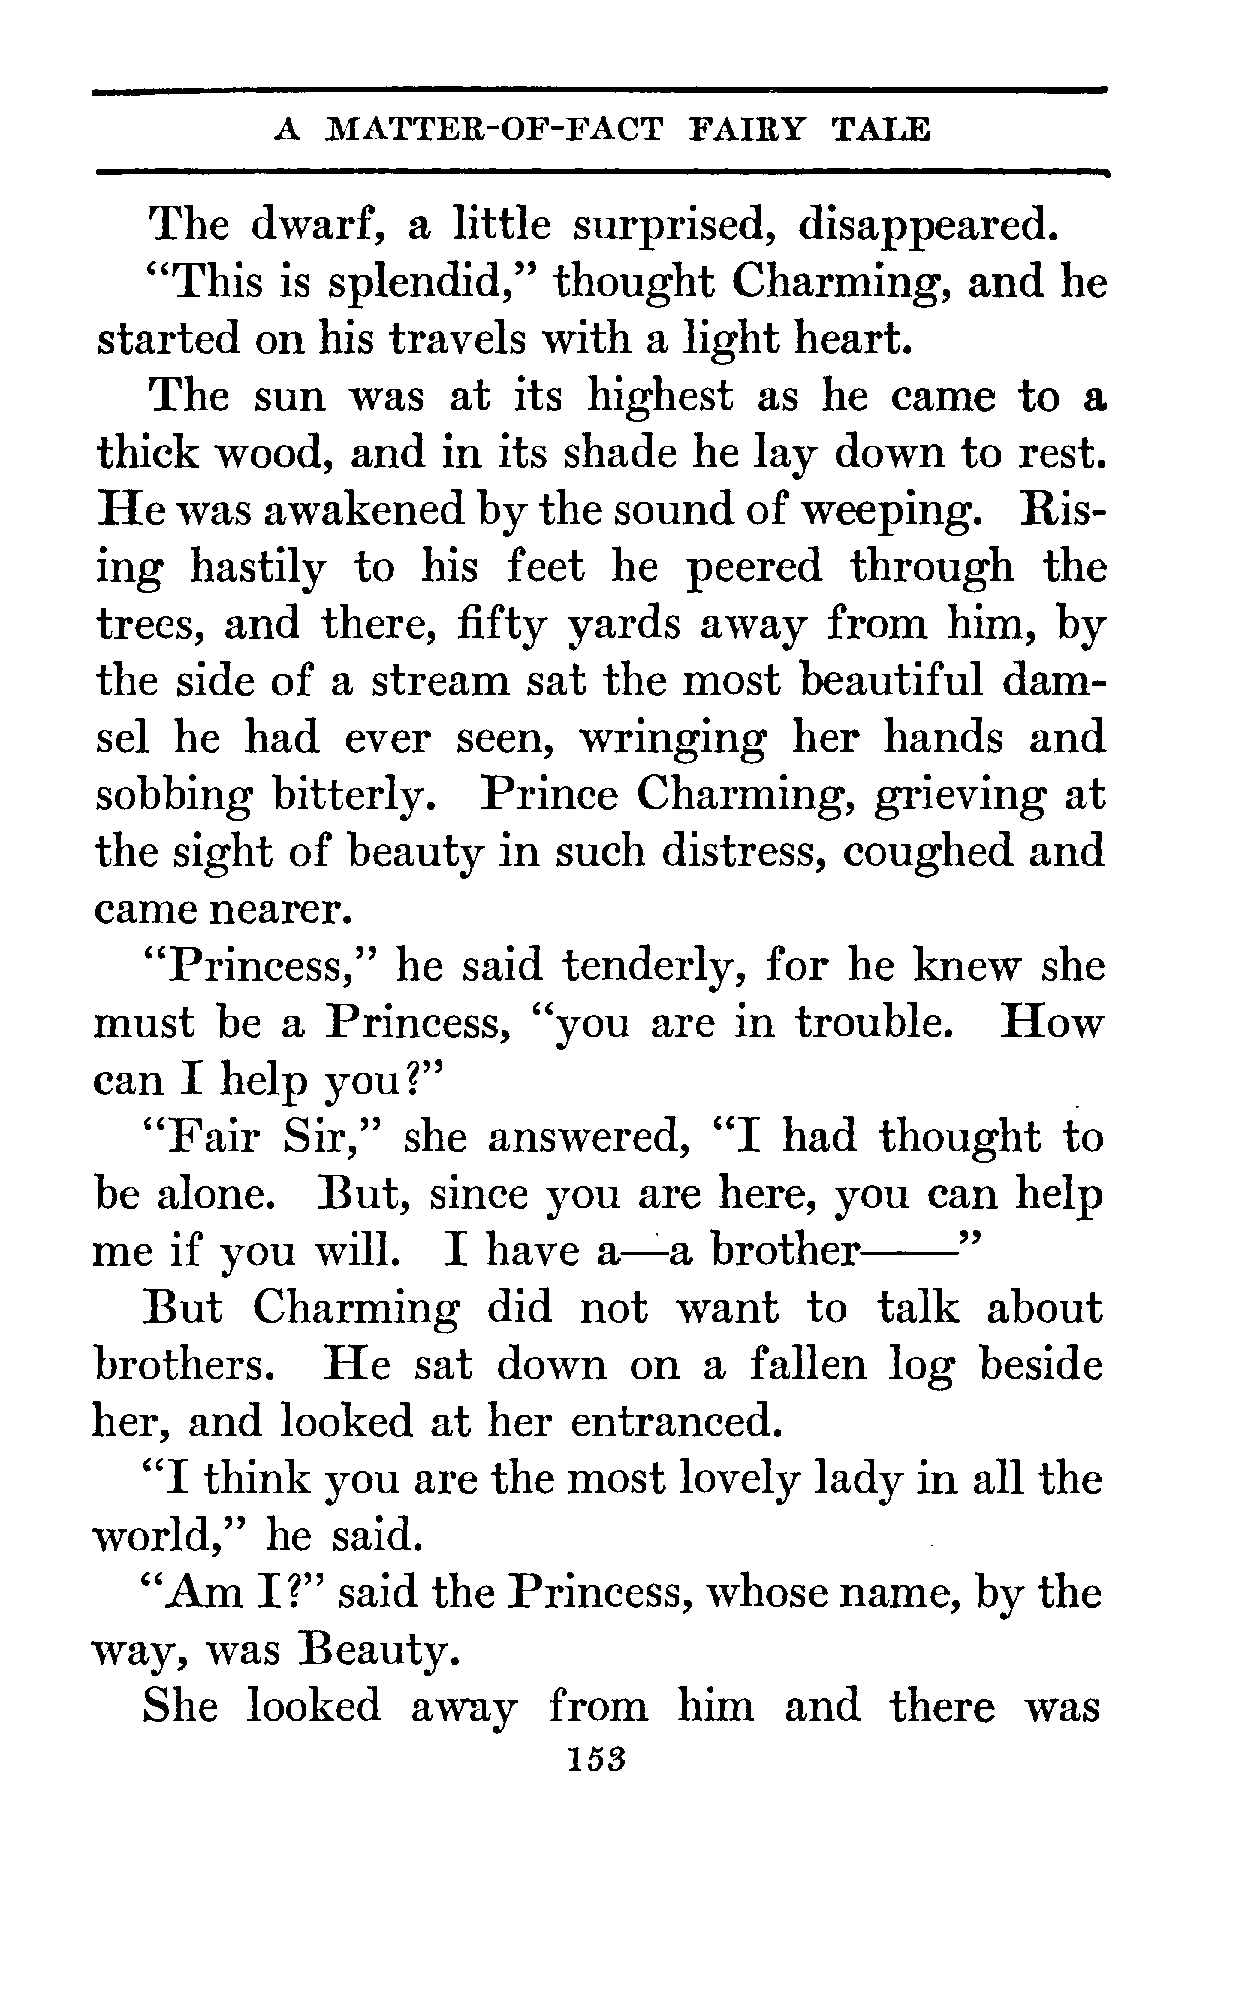 A MATTER-OF-FACT FAIRY TALE
The dwarf, a little surprised, disappeared.
“This is splendid,” thought Charming, and he
started on his travels with a light heart.
The sun was at its highest as he came to a
thick wood, and in its shade he lay down to rest.
He was awakened by the sound of weeping. Ris-
ing hastily to his feet he peered through the
trees, and there, fifty yards away from him, by
the side of a stream sat the most beautiful dam-
sel he had ever seen, wringing her hands and
sobbing bitterly. Prince Charming, grieving at
the sight of beauty in such distress, coughed and
came nearer.
“Princess,” he said tenderly, for he knew she
must be a Princess, “you are in trouble. How
can I help you?”
“Fair Sir,” she answered, “I had thought to
be alone. But, since you are here, you can help
me if you will. I have a—a brother——”
But Charming did not want to talk about
brothers. He sat down on a fallen log beside
her, and looked at her entranced.
“I think you are the most lovely lady in all the
world,” he said.
“Am I?” said the Princess, whose name, by the
way, was Beauty.
She looked away from him and there was
153